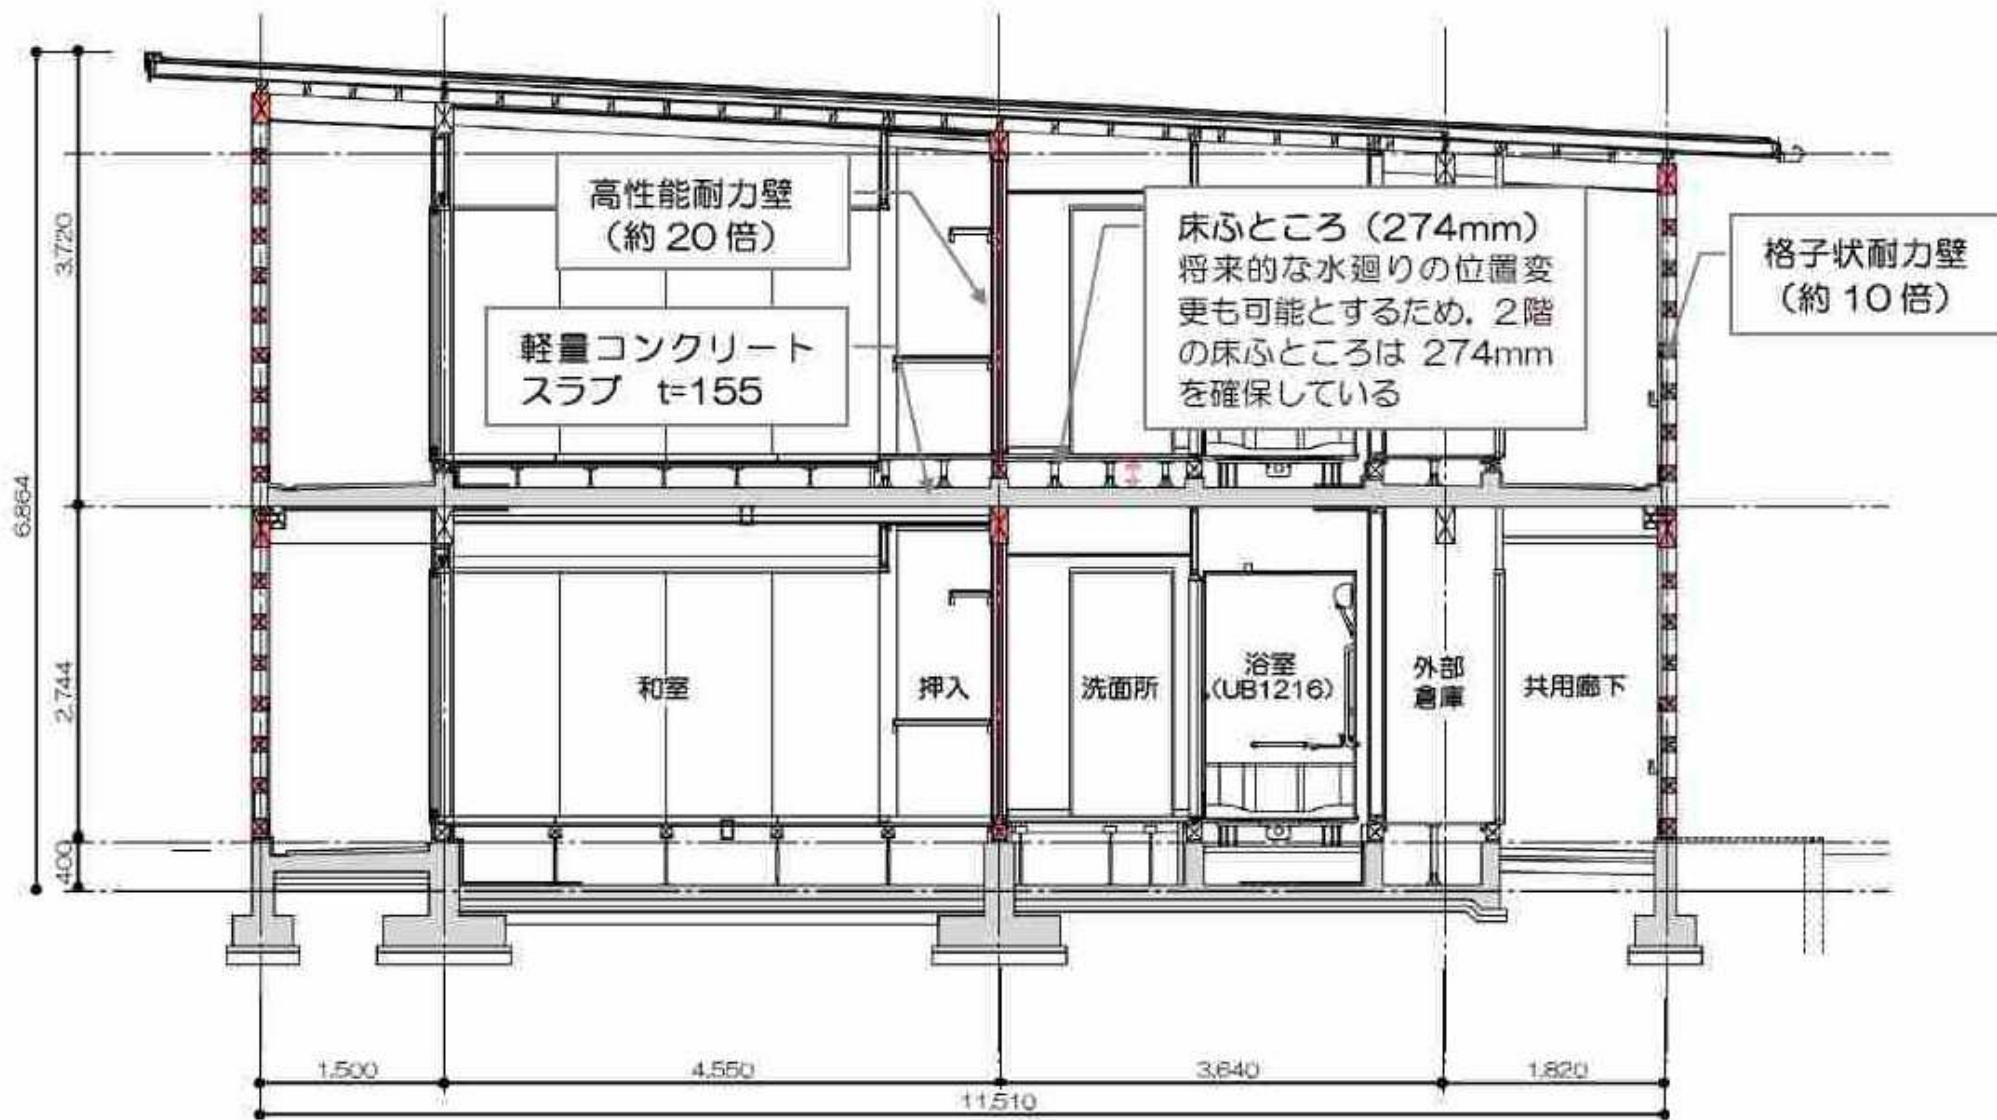 高性能耐力壁
（約 20 倍）
軽量コンクリート
スラブ　t=155
床ふところ（274mm）
将来的な水廻りの位置変
更も可能とするため、2階
の床ふところは 274mm
を確保している
格子状耐力壁
（約 10 倍）
3,720
6,864
2,744
400
和室
押入
洗面所
浴室
（UB1216）
外部
倉庫
共用廊下
1,500
4,550
3,640
1,820
11,510